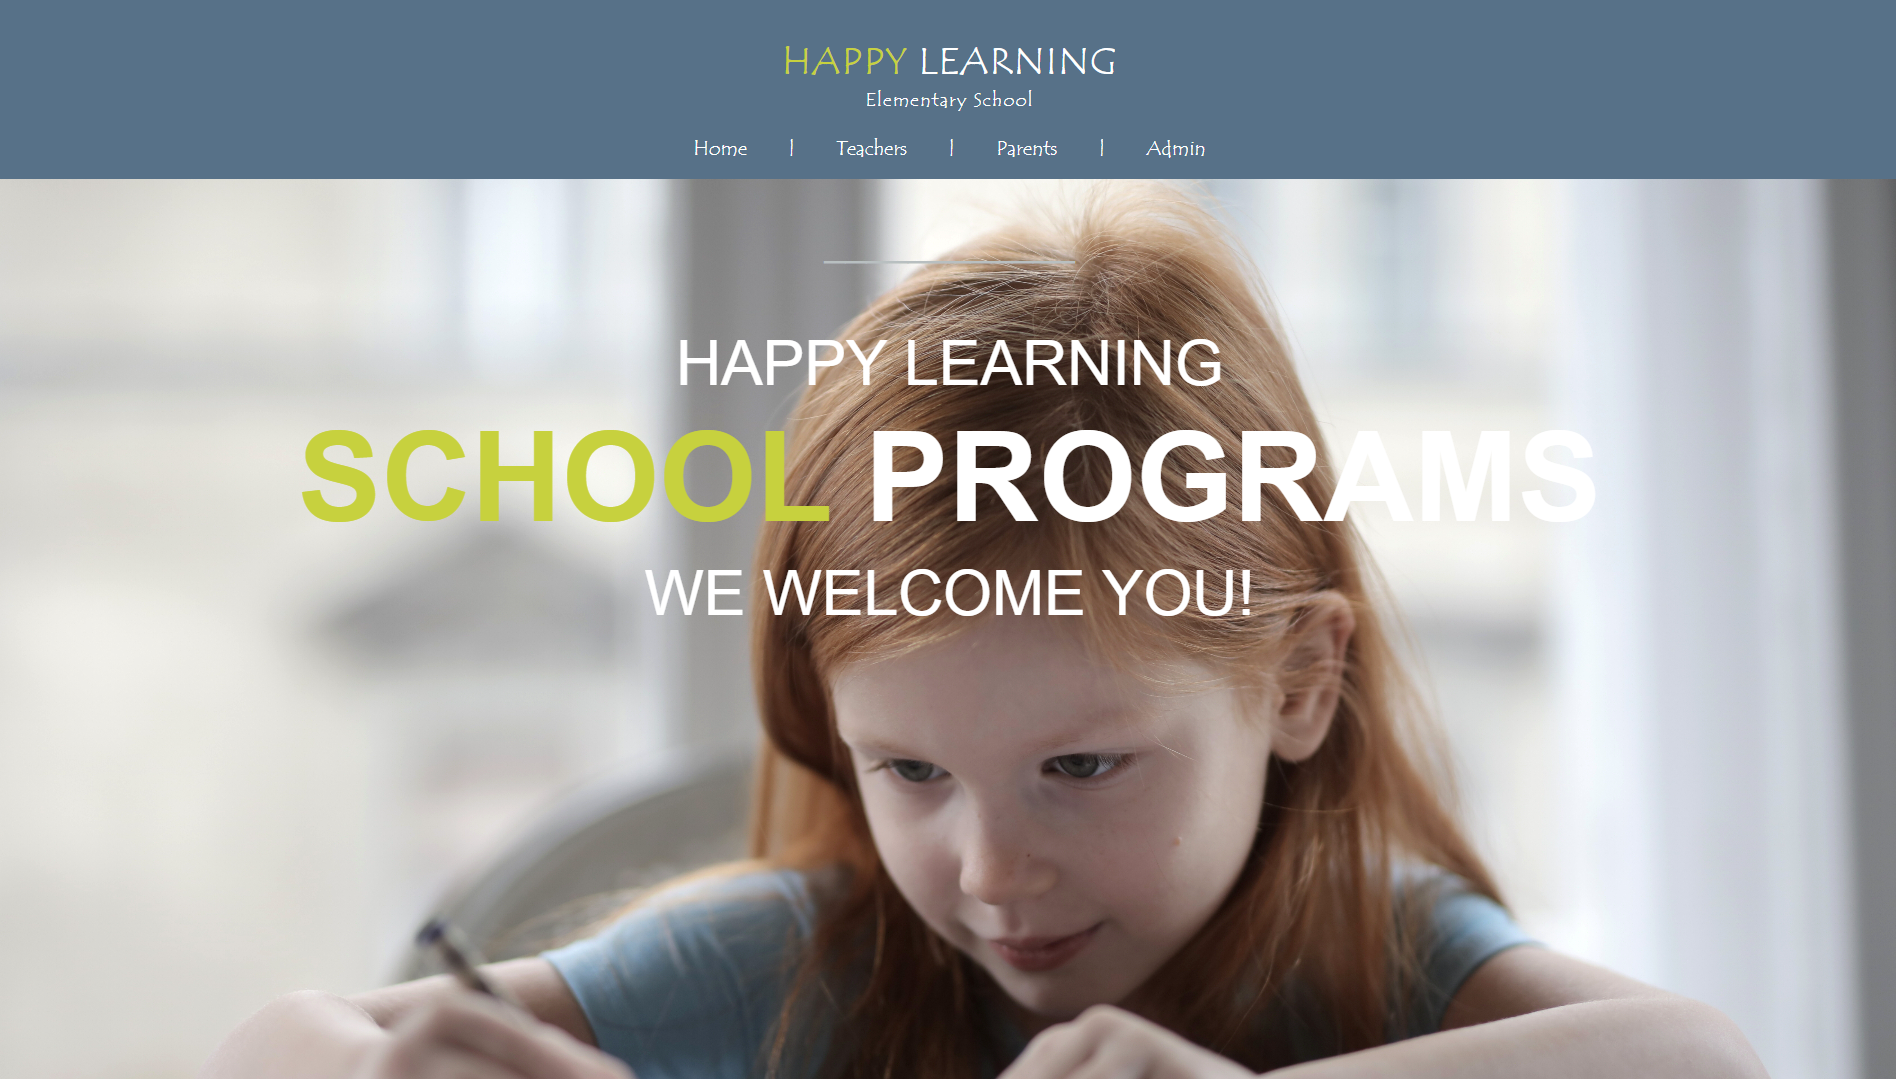 HAPPY LEARNING
Elementary School
Home | Teachers | Parents | Admin
HAPPY LEARNING
SCHOOL PROGRAMS
WE WELCOME YOU!